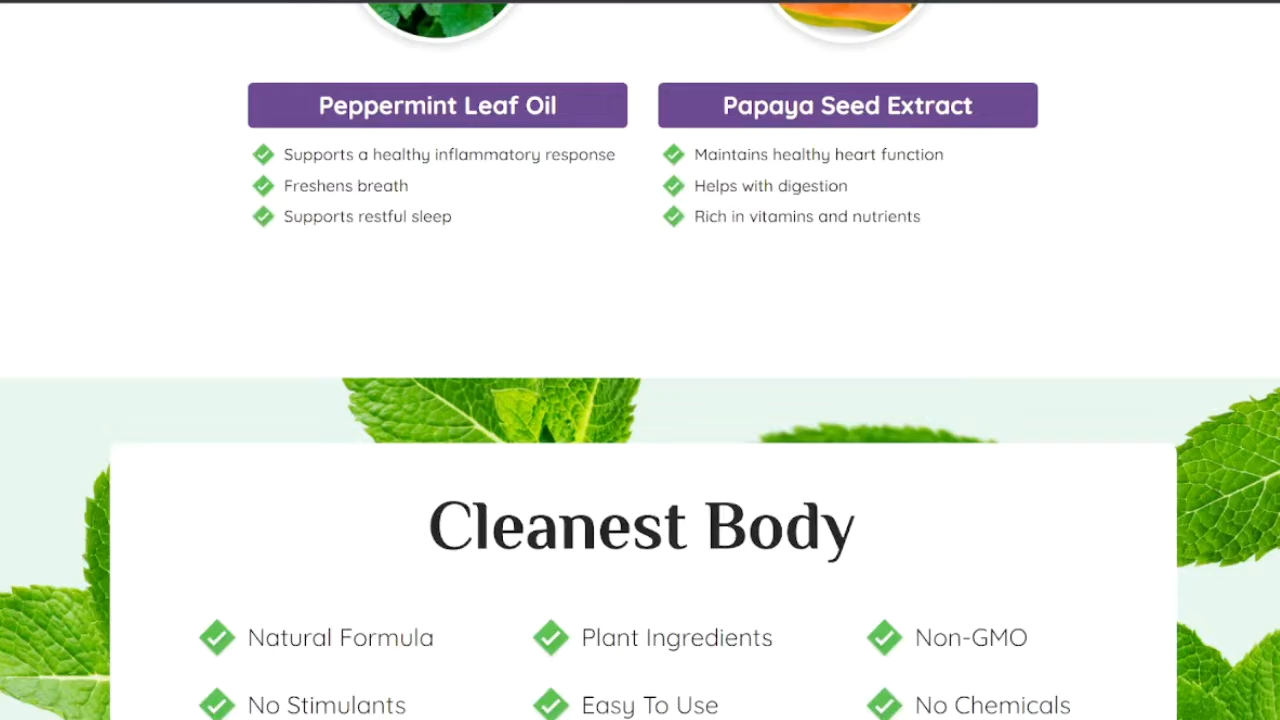 Peppermint Leaf Oil
Supports a healthy inflammatory response
Freshens breath
Supports restful sleep
Papaya Seed Extract
Maintains healthy heart function
Helps with digestion
Rich in vitamins and nutrients
Cleanest Body
Natural Formula
Plant Ingredients
Non-GMO
No Stimulants
Easy To Use
No Chemicals